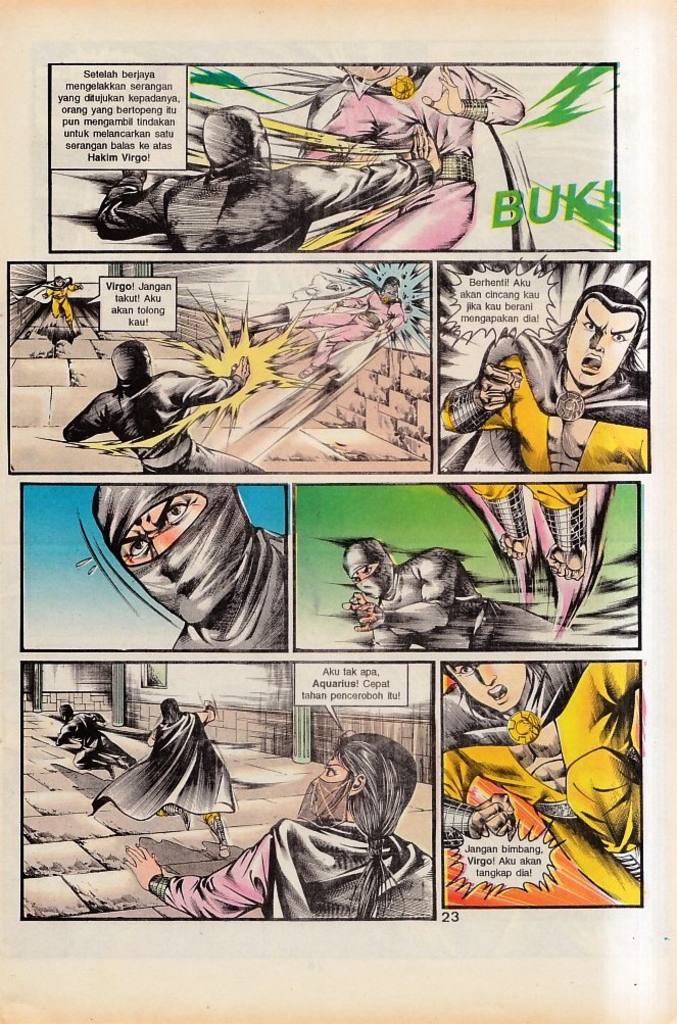 Setelah berjaya
mengelakkan serangan
yang ditujukan kepadanya,
orang yang bertopeng itu
pun mengambil tindakan
untuk melancarkan satu
serangan balas ke atas
Hakim Virgo!
BUK!
Virgo! Jangan
takut! Aku
akan tolong
kau!
Berhenti! Aku
akan cincang kau
jika kau berani
mengapakan dia!
Aku tak apa,
Aquarius! Cepat
tahan penceroboh itu!
Jangan bimbang,
Virgo! Aku akan
tangkap dia!
23